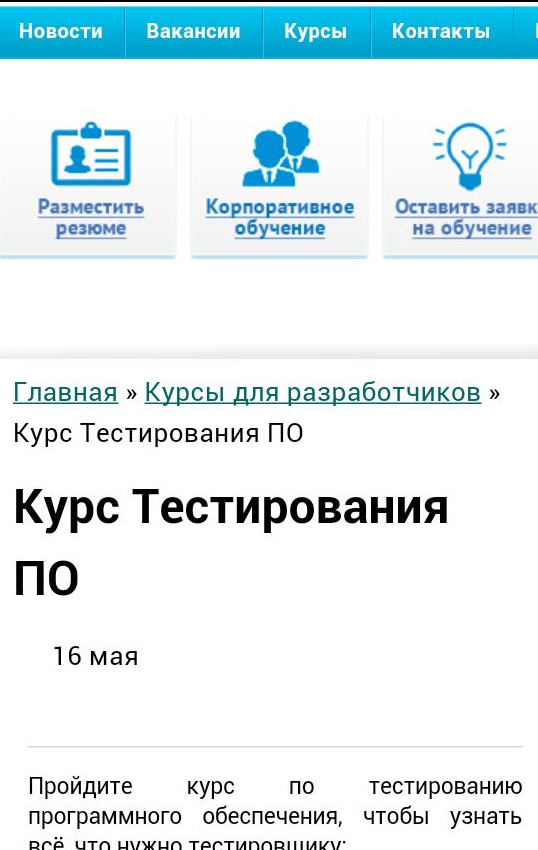 Новости Вакансии Курсы Контакты
Разместить
резюме
Корпоративное
обучение
Оставить заявк
на обучение
Главная » Курсы для разработчиков »
Курс Тестирования ПО
Курс Тестирования
ПО
16 мая
Пройдите курс по тестированию
программного обеспечения, чтобы узнать
всё, что нужно тестировщику: